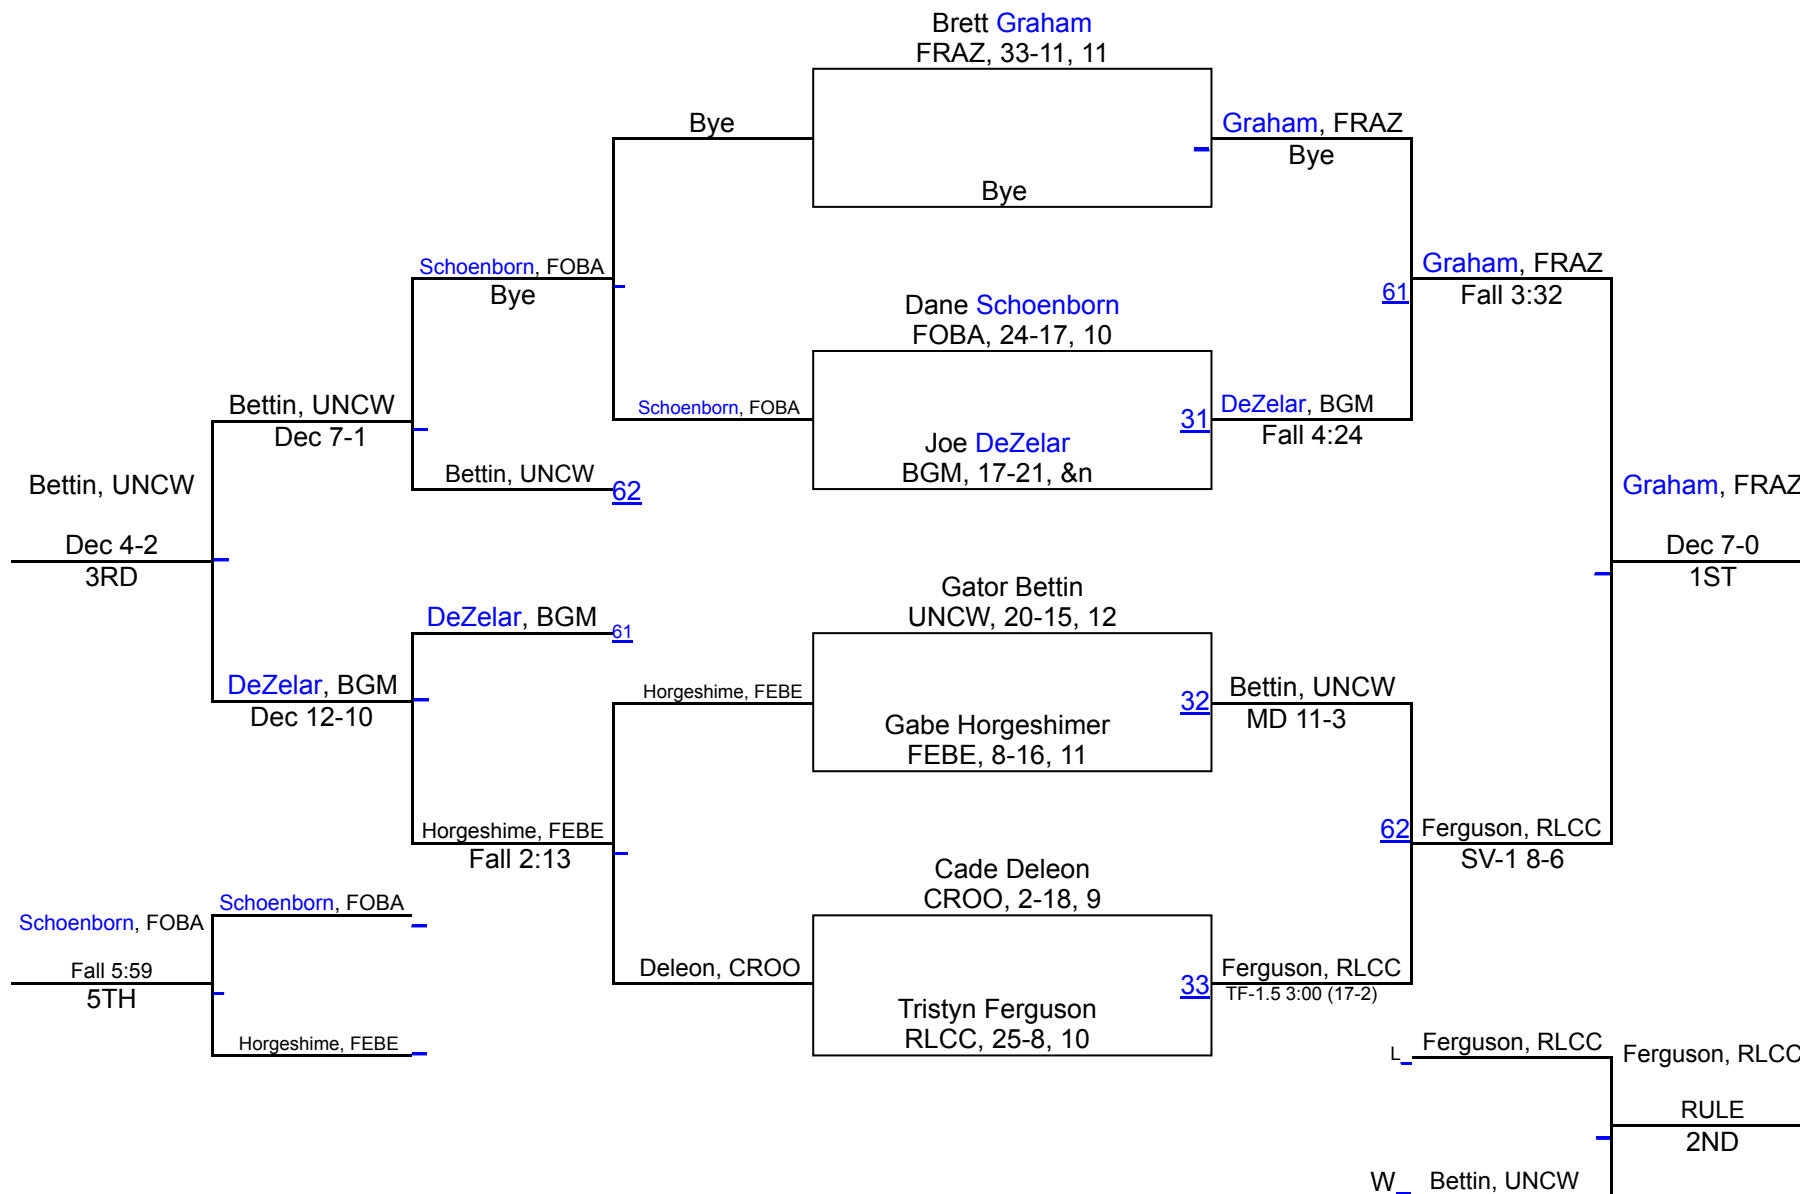 Brett Graham
FRAZ, 33-11, 11
Bye
Graham, FRAZ
Bye
Bye
Schoenborn, FOBA
Bye
Graham, FRAZ
61
Fall 3:32
Dane Schoenborn
FOBA, 24-17, 10
Bettin, UNCW
Dec 7-1
Schoenborn, FOBA
31
DeZelar, BGM
Fall 4:24
Joe DeZelar
BGM, 17-21, &n
Bettin, UNCW
62
Bettin, UNCW
Dec 4-2
3RD
Graham, FRAZ
Dec 7-0
1ST
Gator Bettin
UNCW, 20-15, 12
DeZelar, BGM
61
DeZelar, BGM
Dec 12-10
Horgeshime, FEBE
32
Bettin, UNCW
MD 11-3
Gabe Horgeshimer
FEBE, 8-16, 11
Horgeshime, FEBE
Fall 2:13
62
Ferguson, RLCC
SV-1 8-6
Cade Deleon
CROO, 2-18, 9
Schoenborn, FOBA
Schoenborn, FOBA
Fall 5:59
5TH
Deleon, CROO
33
Ferguson, RLCC
TF-1.5 3:00 (17-2)
Tristyn Ferguson
RLCC, 25-8, 10
Horgeshime, FEBE
L
Ferguson, RLCC
Ferguson, RLCC
RULE
2ND
W
Bettin, UNCW